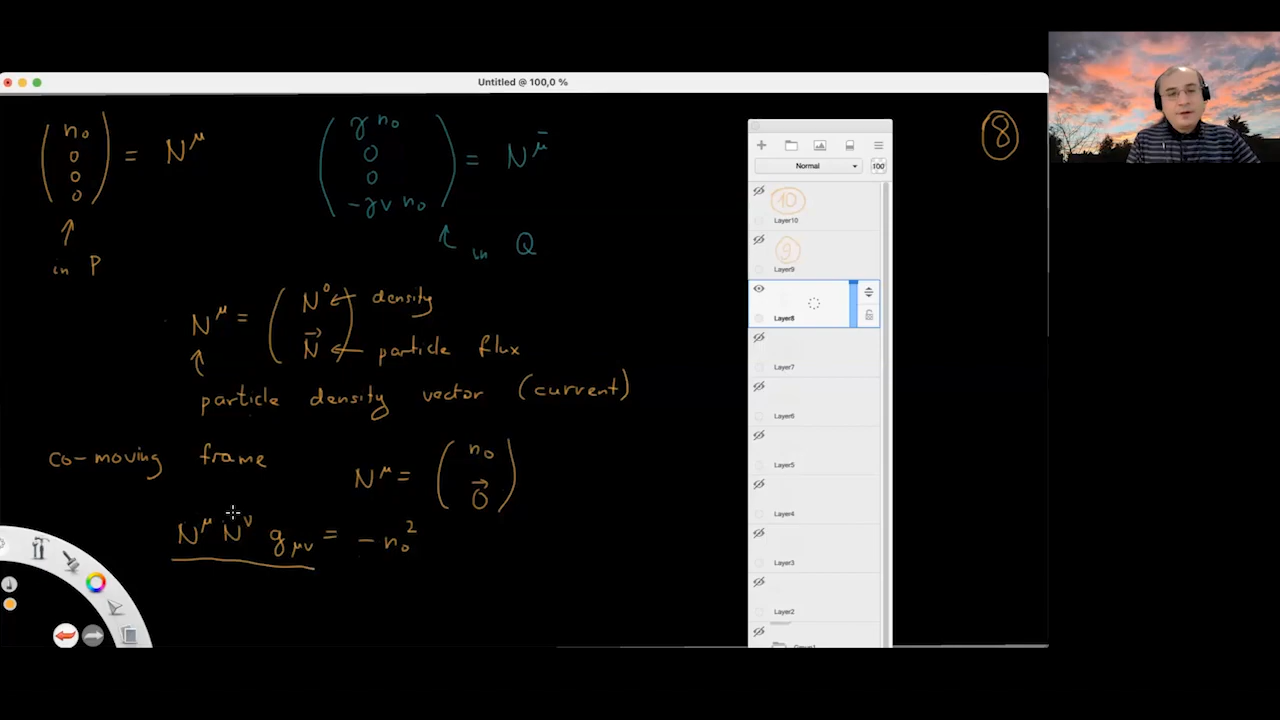 Untitled @ 100,0 %
n₀
0
0
0
= N^μ
in P
γ n₀
0
0
-γv n₀
= N^μ̄
in Q
8
N^μ = ( N⁰ ← density
N⃗ ) ← particle flux
particle density vector (current)
co-moving frame
N^μ = ( n₀
0⃗ )
N^μ N^ν g_μν = -n₀²
Normal
100
10
Layer10
9
Layer9
Layer8
Layer7
Layer6
Layer5
Layer4
Layer3
Layer2